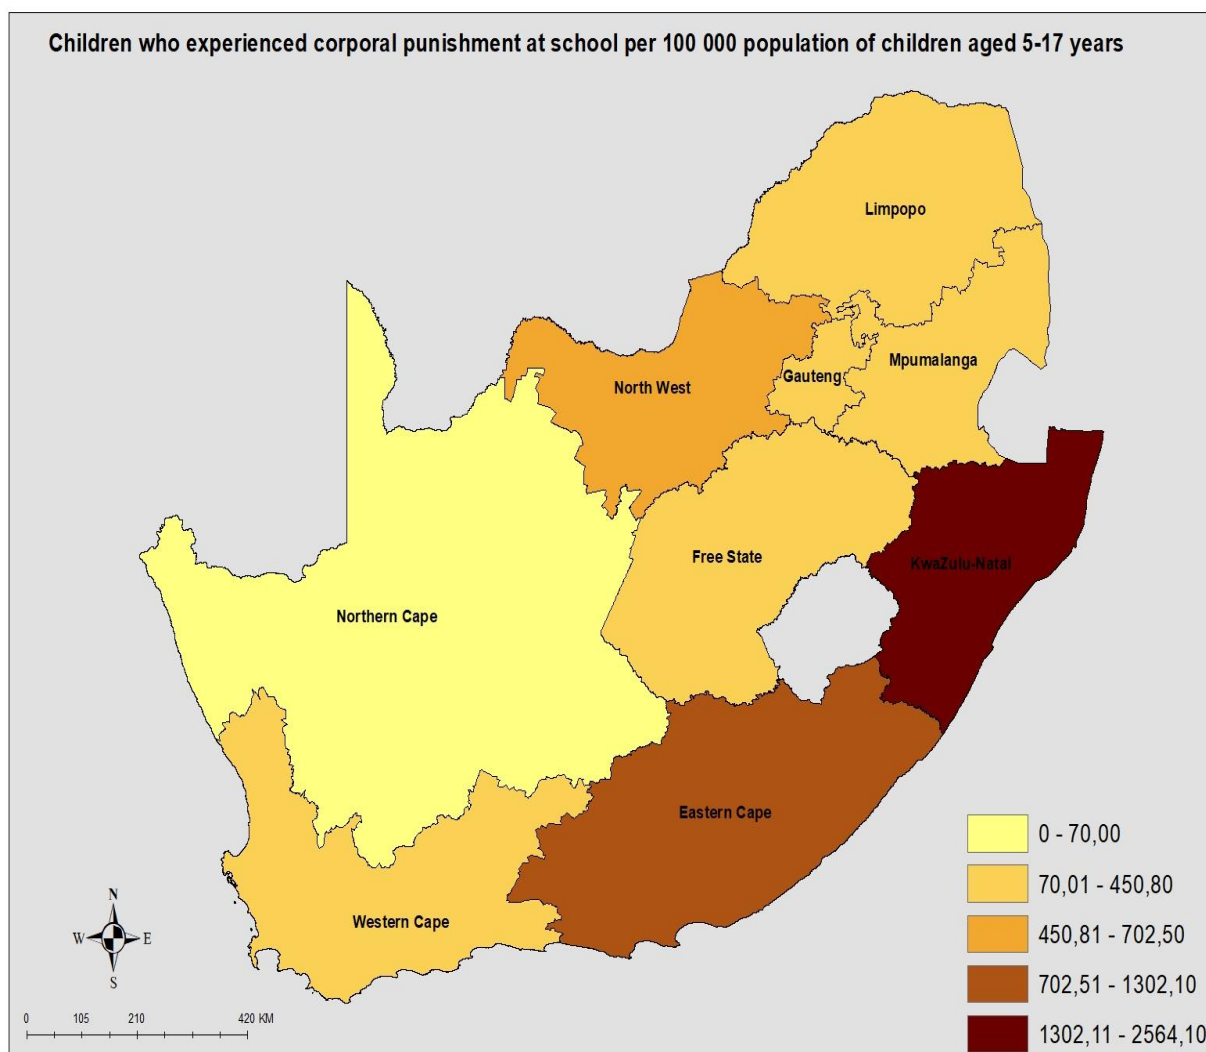 Children who experienced corporal punishment at school per 100 000 population of children aged 5-17 years
Limpopo
Mpumalanga
Gauteng
North West
Free State
KwaZulu-Natal
Northern Cape
Eastern Cape
Western Cape
0 - 70,00
70,01 - 450,80
450,81 - 702,50
702,51 - 1302,10
1302,11 - 2564,10
N
W E
S
0 105 210 420 KM